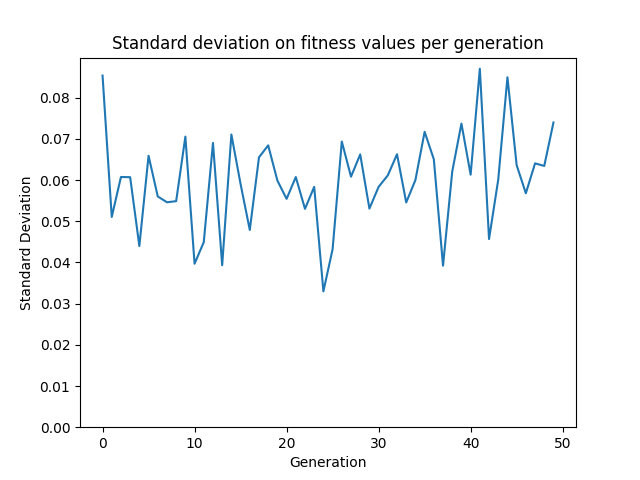 Standard deviation on fitness values per generation
0.08
0.07
0.06
0.05
0.04
0.03
0.02
0.01
0.00
Standard Deviation
0 10 20 30 40 50
Generation